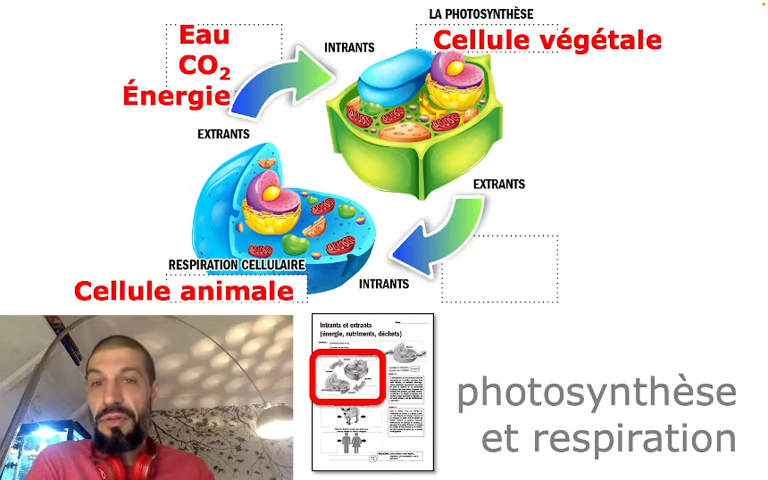 LA PHOTOSYNTHÈSE
Eau
CO₂
Énergie
INTRANTS
Cellule végétale
EXTRANTS
EXTRANTS
RESPIRATION CELLULAIRE
Cellule animale
INTRANTS
Intrants et extrants
(énergie, nutriments, déchets)
photosynthèse
et respiration